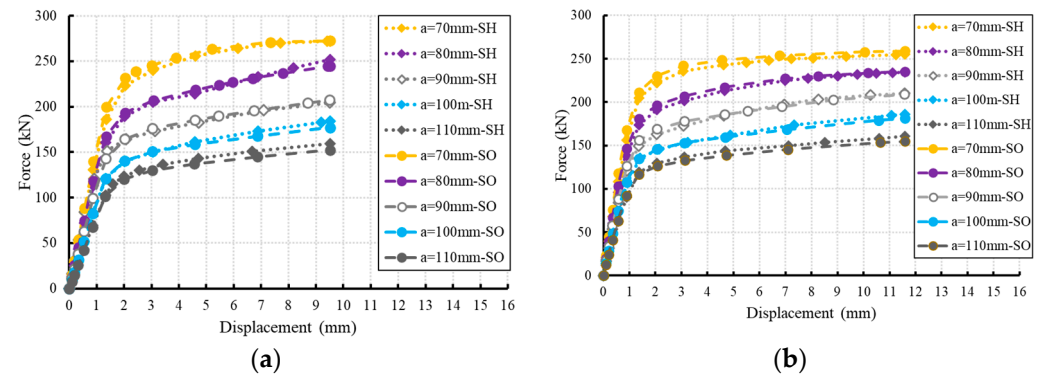 300
250
200
150
100
50
0
Force (kN)
0 1 2 3 4 5 6 7 8 9 10 11 12 13 14 15 16
Displacement (mm)
a=70mm-SH
a=80mm-SH
a=90mm-SH
a=100mm-SH
a=110mm-SH
a=70mm-SO
a=80mm-SO
a=90mm-SO
a=100mm-SO
a=110mm-SO
(a)
300
250
200
150
100
50
0
Force (kN)
0 1 2 3 4 5 6 7 8 9 10 11 12 13 14 15 16
Displacement (mm)
a=70mm-SH
a=80mm-SH
a=90mm-SH
a=100m-SH
a=110mm-SH
a=70mm-SO
a=80mm-SO
a=90mm-SO
a=100mm-SO
a=110mm-SO
(b)